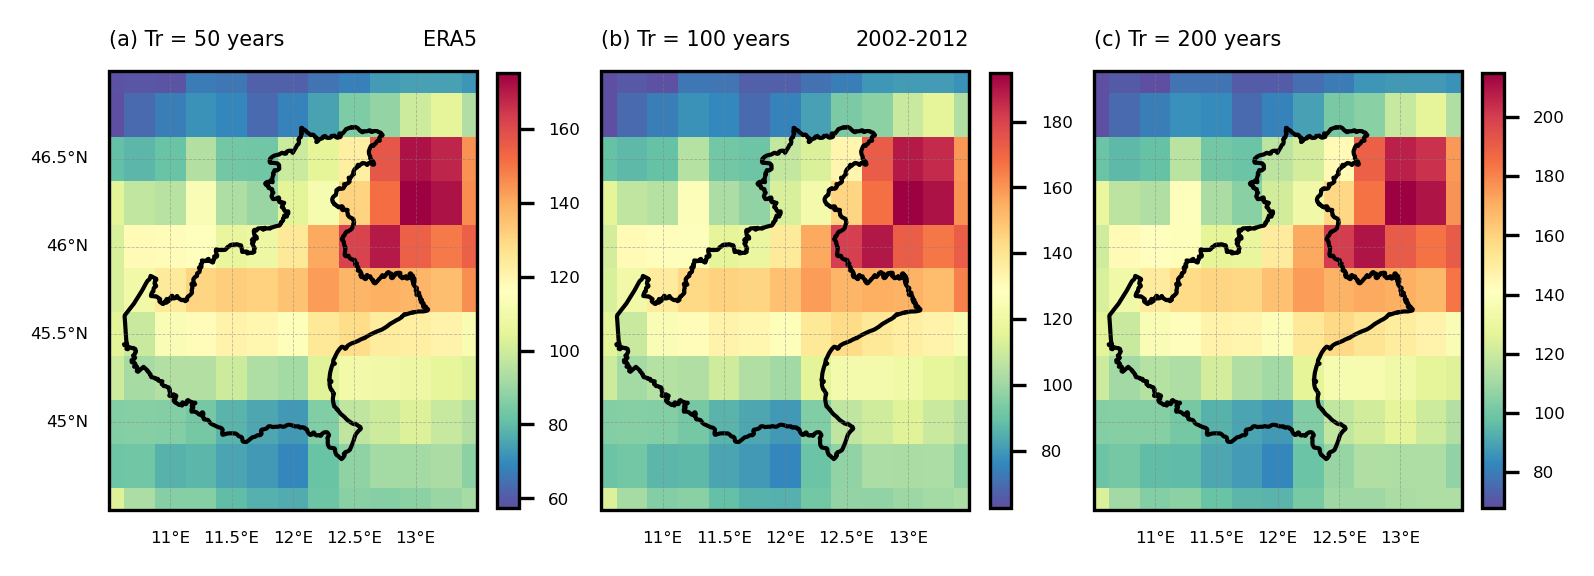 (a) Tr = 50 years ERA5
(b) Tr = 100 years 2002-2012
(c) Tr = 200 years
46.5°N
46°N
45.5°N
45°N
11°E 11.5°E 12°E 12.5°E 13°E
160
140
120
100
80
60
11°E 11.5°E 12°E 12.5°E 13°E
180
160
140
120
100
80
11°E 11.5°E 12°E 12.5°E 13°E
200
180
160
140
120
100
80